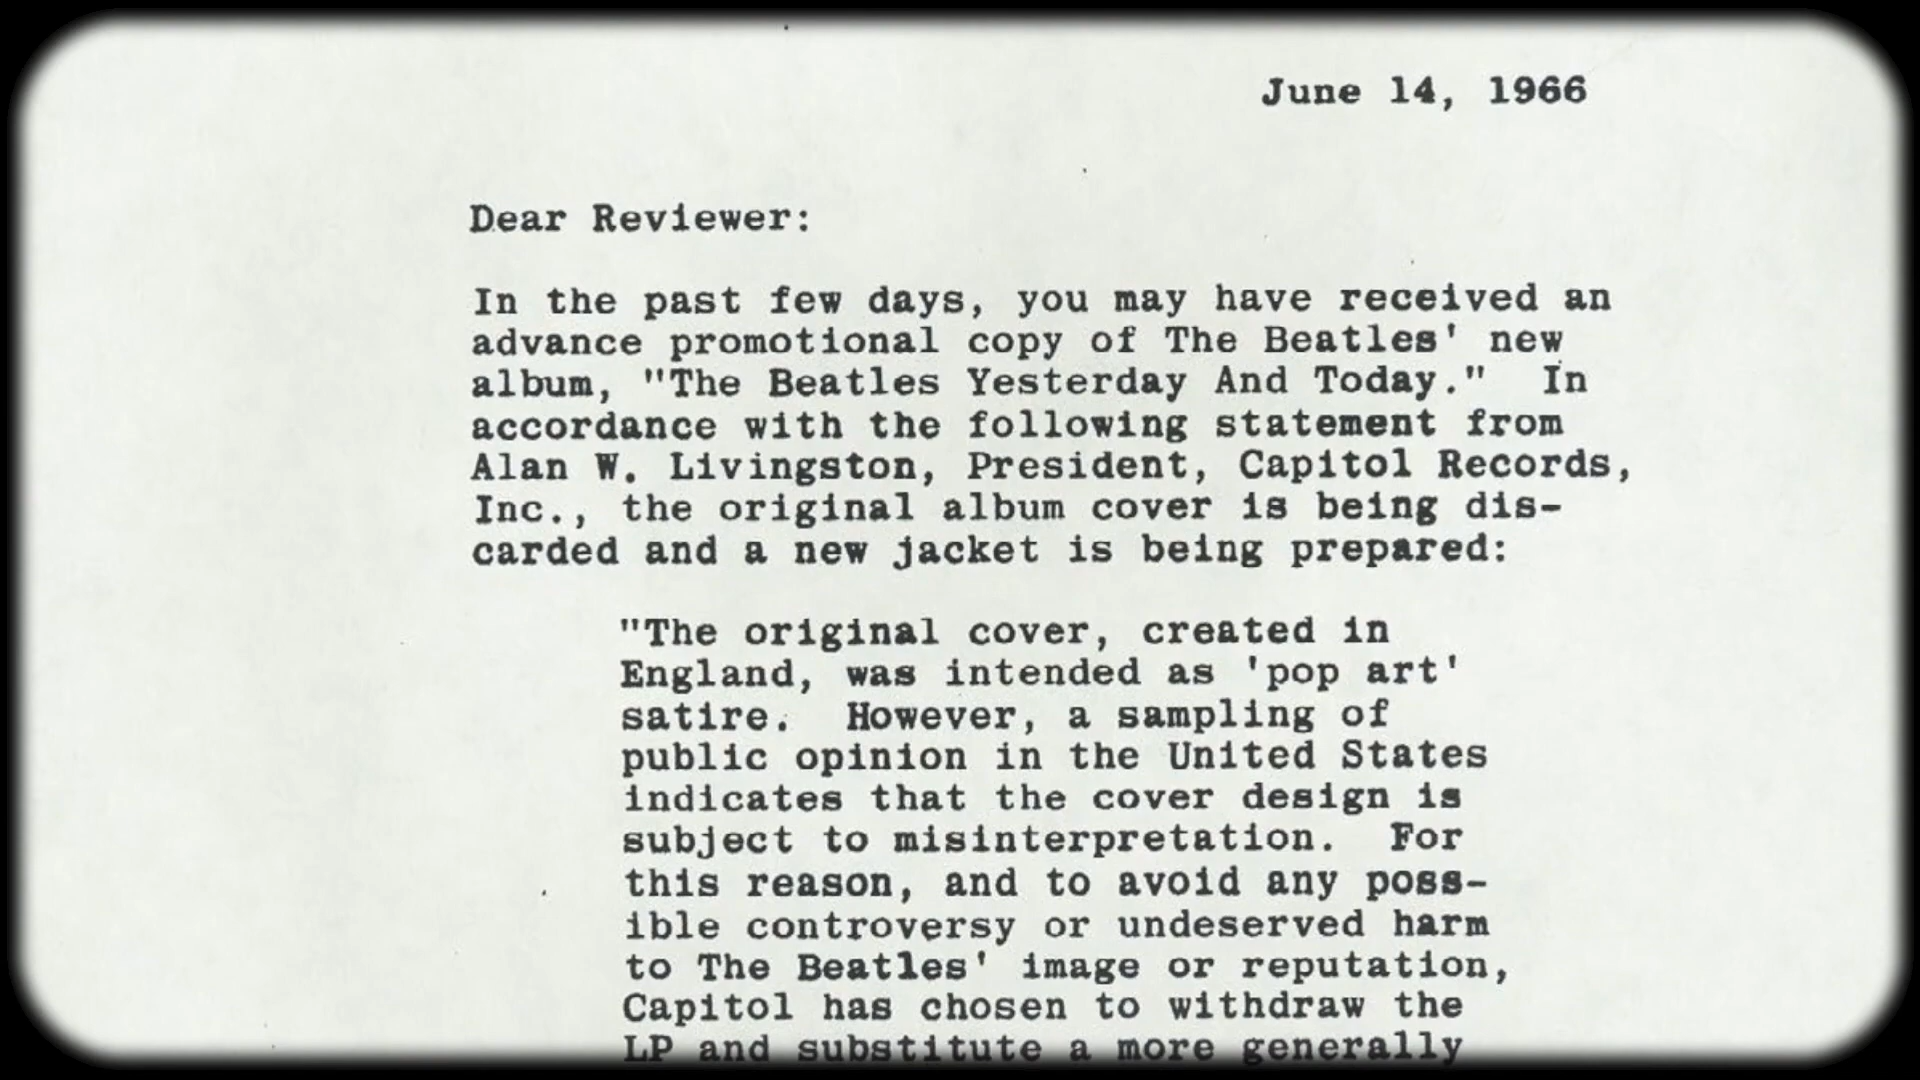 June 14, 1966
Dear Reviewer:
In the past few days, you may have received an
advance promotional copy of The Beatles' new
album, "The Beatles Yesterday And Today."  In
accordance with the following statement from
Alan W. Livingston, President, Capitol Records,
Inc., the original album cover is being dis-
carded and a new jacket is being prepared:
"The original cover, created in
England, was intended as 'pop art'
satire.  However, a sampling of
public opinion in the United States
indicates that the cover design is
subject to misinterpretation.  For
this reason, and to avoid any poss-
ible controversy or undeserved harm
to The Beatles' image or reputation,
Capitol has chosen to withdraw the
LP and substitute a more generally